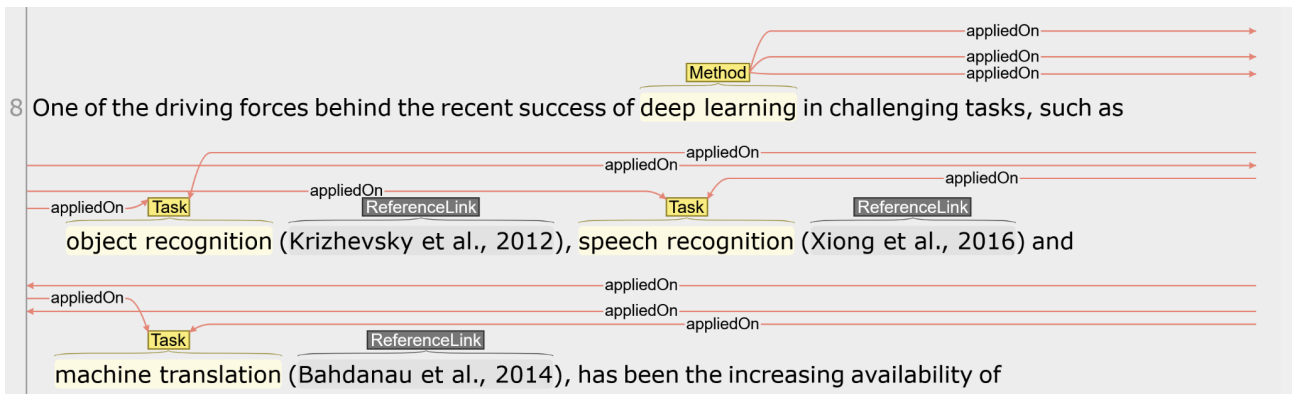 appliedOn
appliedOn
appliedOn
Method
8 One of the driving forces behind the recent success of deep learning in challenging tasks, such as
appliedOn
appliedOn
appliedOn
appliedOn
appliedOn Task ReferenceLink Task ReferenceLink
object recognition (Krizhevsky et al., 2012), speech recognition (Xiong et al., 2016) and
appliedOn
appliedOn
appliedOn
appliedOn
Task ReferenceLink
machine translation (Bahdanau et al., 2014), has been the increasing availability of